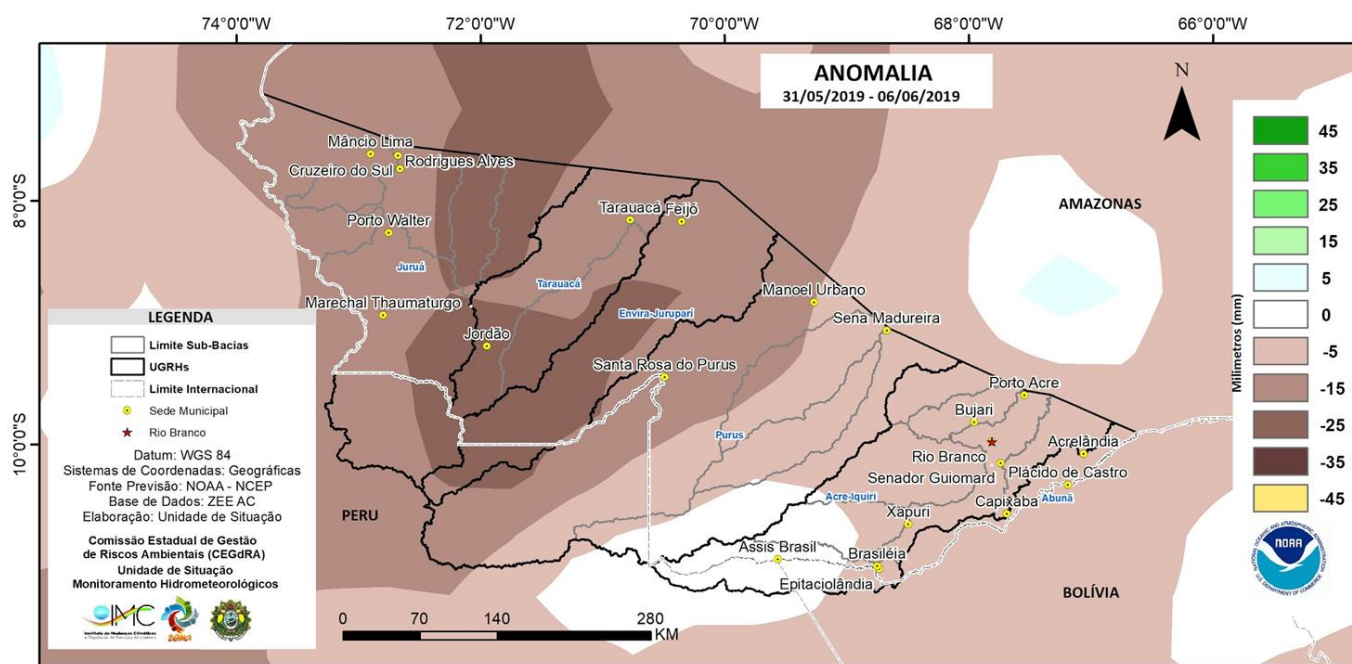 74°0'0"W
72°0'0"W
70°0'0"W
68°0'0"W
66°0'0"W
8°0'0"S
10°0'0"S
ANOMALIA
31/05/2019 - 06/06/2019
N
Mâncio Lima
Rodrigues Alves
Cruzeiro do Sul
Porto Walter
Juruá
Marechal Thaumaturgo
Jordão
Tarauacá
Feijó
Tarauacá
Envira-Jurupari
Santa Rosa do Purus
Manoel Urbano
Sena Madureira
Purus
Porto Acre
Bujari
Acrelândia
Rio Branco
Plácido de Castro
Senador Guiomard
Abunã
Capixaba
Acre-Iquiri
Xapuri
Assis Brasil
Brasiléia
Epitaciolândia
AMAZONAS
PERU
BOLÍVIA
LEGENDA
Limite Sub-Bacias
UGRHs
Limite Internacional
Sede Municipal
Rio Branco
Datum: WGS 84
Sistemas de Coordenadas: Geográficas
Fonte Previsão: NOAA - NCEP
Base de Dados: ZEE AC
Elaboração: Unidade de Situação
Comissão Estadual de Gestão
de Riscos Ambientais (CEGdRA)
Unidade de Situação
Monitoramento Hidrometeorológicos
IMC
0 70 140 280
KM
Milímetros (mm)
45
35
25
15
5
0
-5
-15
-25
-35
-45
NOAA